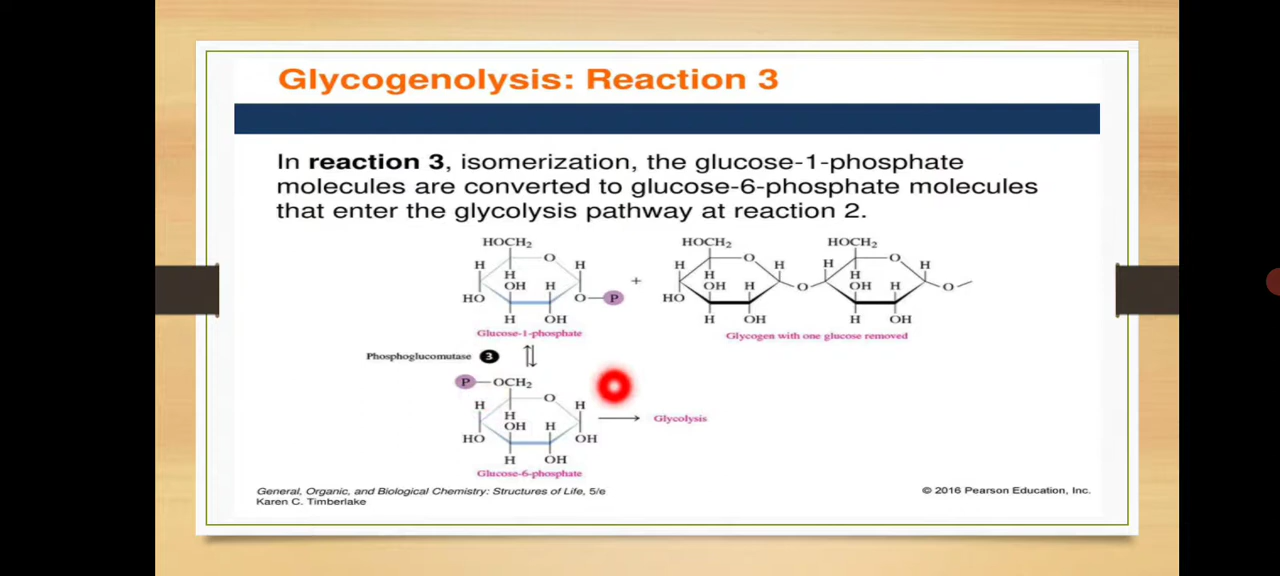 Glycogenolysis: Reaction 3
In reaction 3, isomerization, the glucose-1-phosphate
molecules are converted to glucose-6-phosphate molecules
that enter the glycolysis pathway at reaction 2.
HOCH₂ HOCH₂ HOCH₂
O O O
H H H H H H
H H H
OH H OH H OH H
HO O P + HO O O
H OH H OH H OH
Glucose-1-phosphate Glycogen with one glucose removed
Phosphoglucomutase 3
P OCH₂
O
H H
H
OH H Glycolysis
HO OH
H OH
Glucose-6-phosphate
General, Organic, and Biological Chemistry: Structures of Life, 5/e © 2016 Pearson Education, Inc.
Karen C. Timberlake